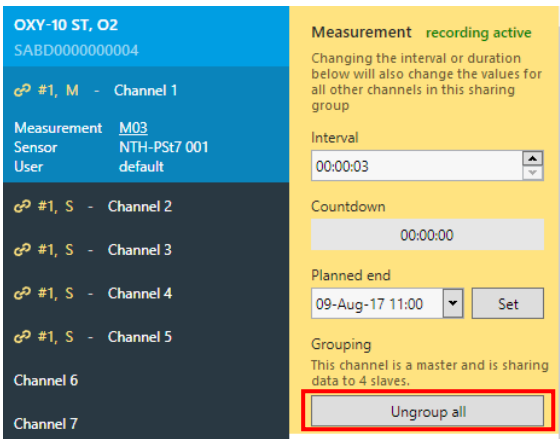 OXY-10 ST, O2
SABD0000000004
#1, M - Channel 1
Measurement M03
Sensor NTH-PSt7 001
User default
#1, S - Channel 2
#1, S - Channel 3
#1, S - Channel 4
#1, S - Channel 5
Channel 6
Channel 7
Measurement recording active
Changing the interval or duration
below will also change the values for
all other channels in this sharing
group
Interval
00:00:03
Countdown
00:00:00
Planned end
09-Aug-17 11:00 Set
Grouping
This channel is a master and is sharing
data to 4 slaves.
Ungroup all